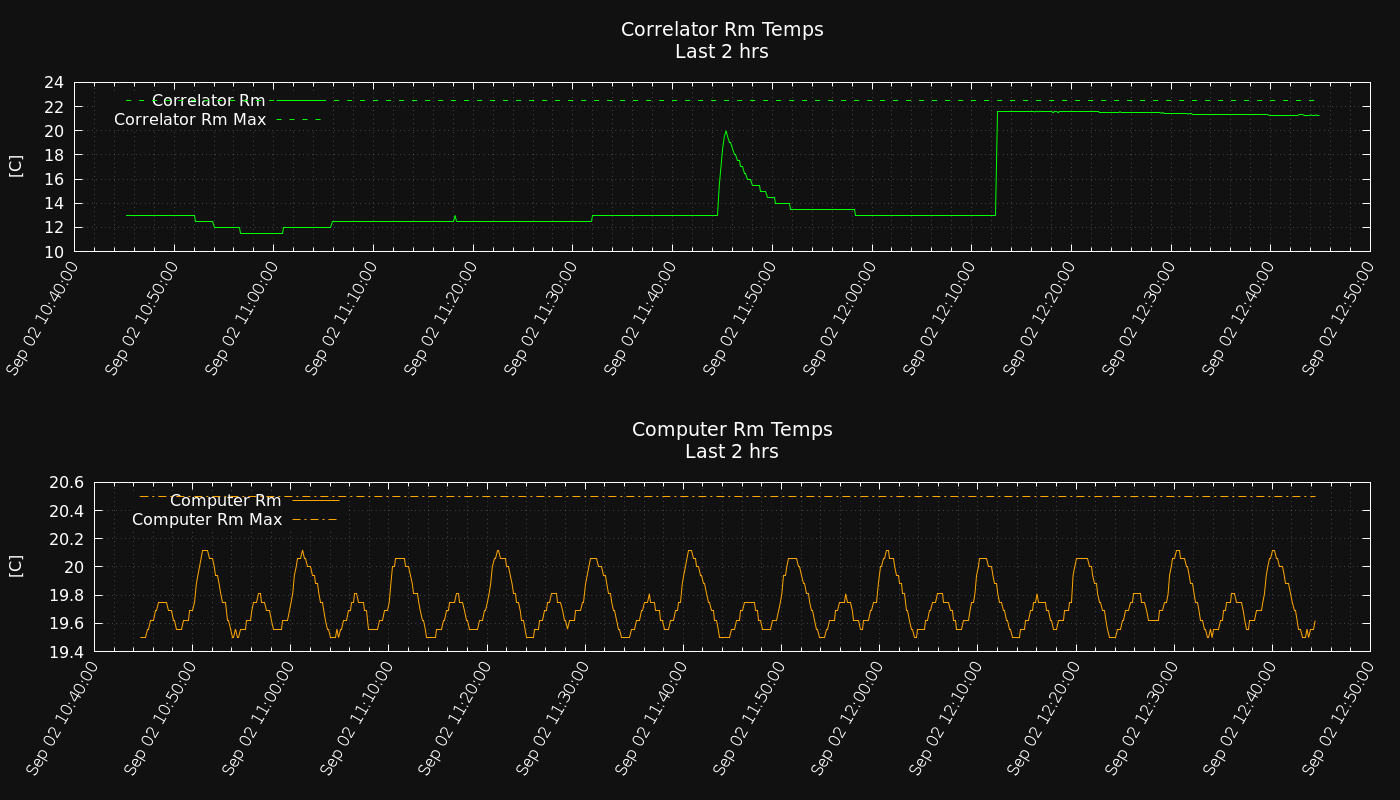 Correlator Rm Temps
Last 2 hrs
24
22
20
18
16
14
12
10
[C]
Correlator Rm
Correlator Rm Max
Sep 02 10:40:00
Sep 02 10:50:00
Sep 02 11:00:00
Sep 02 11:10:00
Sep 02 11:20:00
Sep 02 11:30:00
Sep 02 11:40:00
Sep 02 11:50:00
Sep 02 12:00:00
Sep 02 12:10:00
Sep 02 12:20:00
Sep 02 12:30:00
Sep 02 12:40:00
Sep 02 12:50:00
Computer Rm Temps
Last 2 hrs
20.6
20.4
20.2
20
19.8
19.6
19.4
[C]
Computer Rm
Computer Rm Max
Sep 02 10:40:00
Sep 02 10:50:00
Sep 02 11:00:00
Sep 02 11:10:00
Sep 02 11:20:00
Sep 02 11:30:00
Sep 02 11:40:00
Sep 02 11:50:00
Sep 02 12:00:00
Sep 02 12:10:00
Sep 02 12:20:00
Sep 02 12:30:00
Sep 02 12:40:00
Sep 02 12:50:00